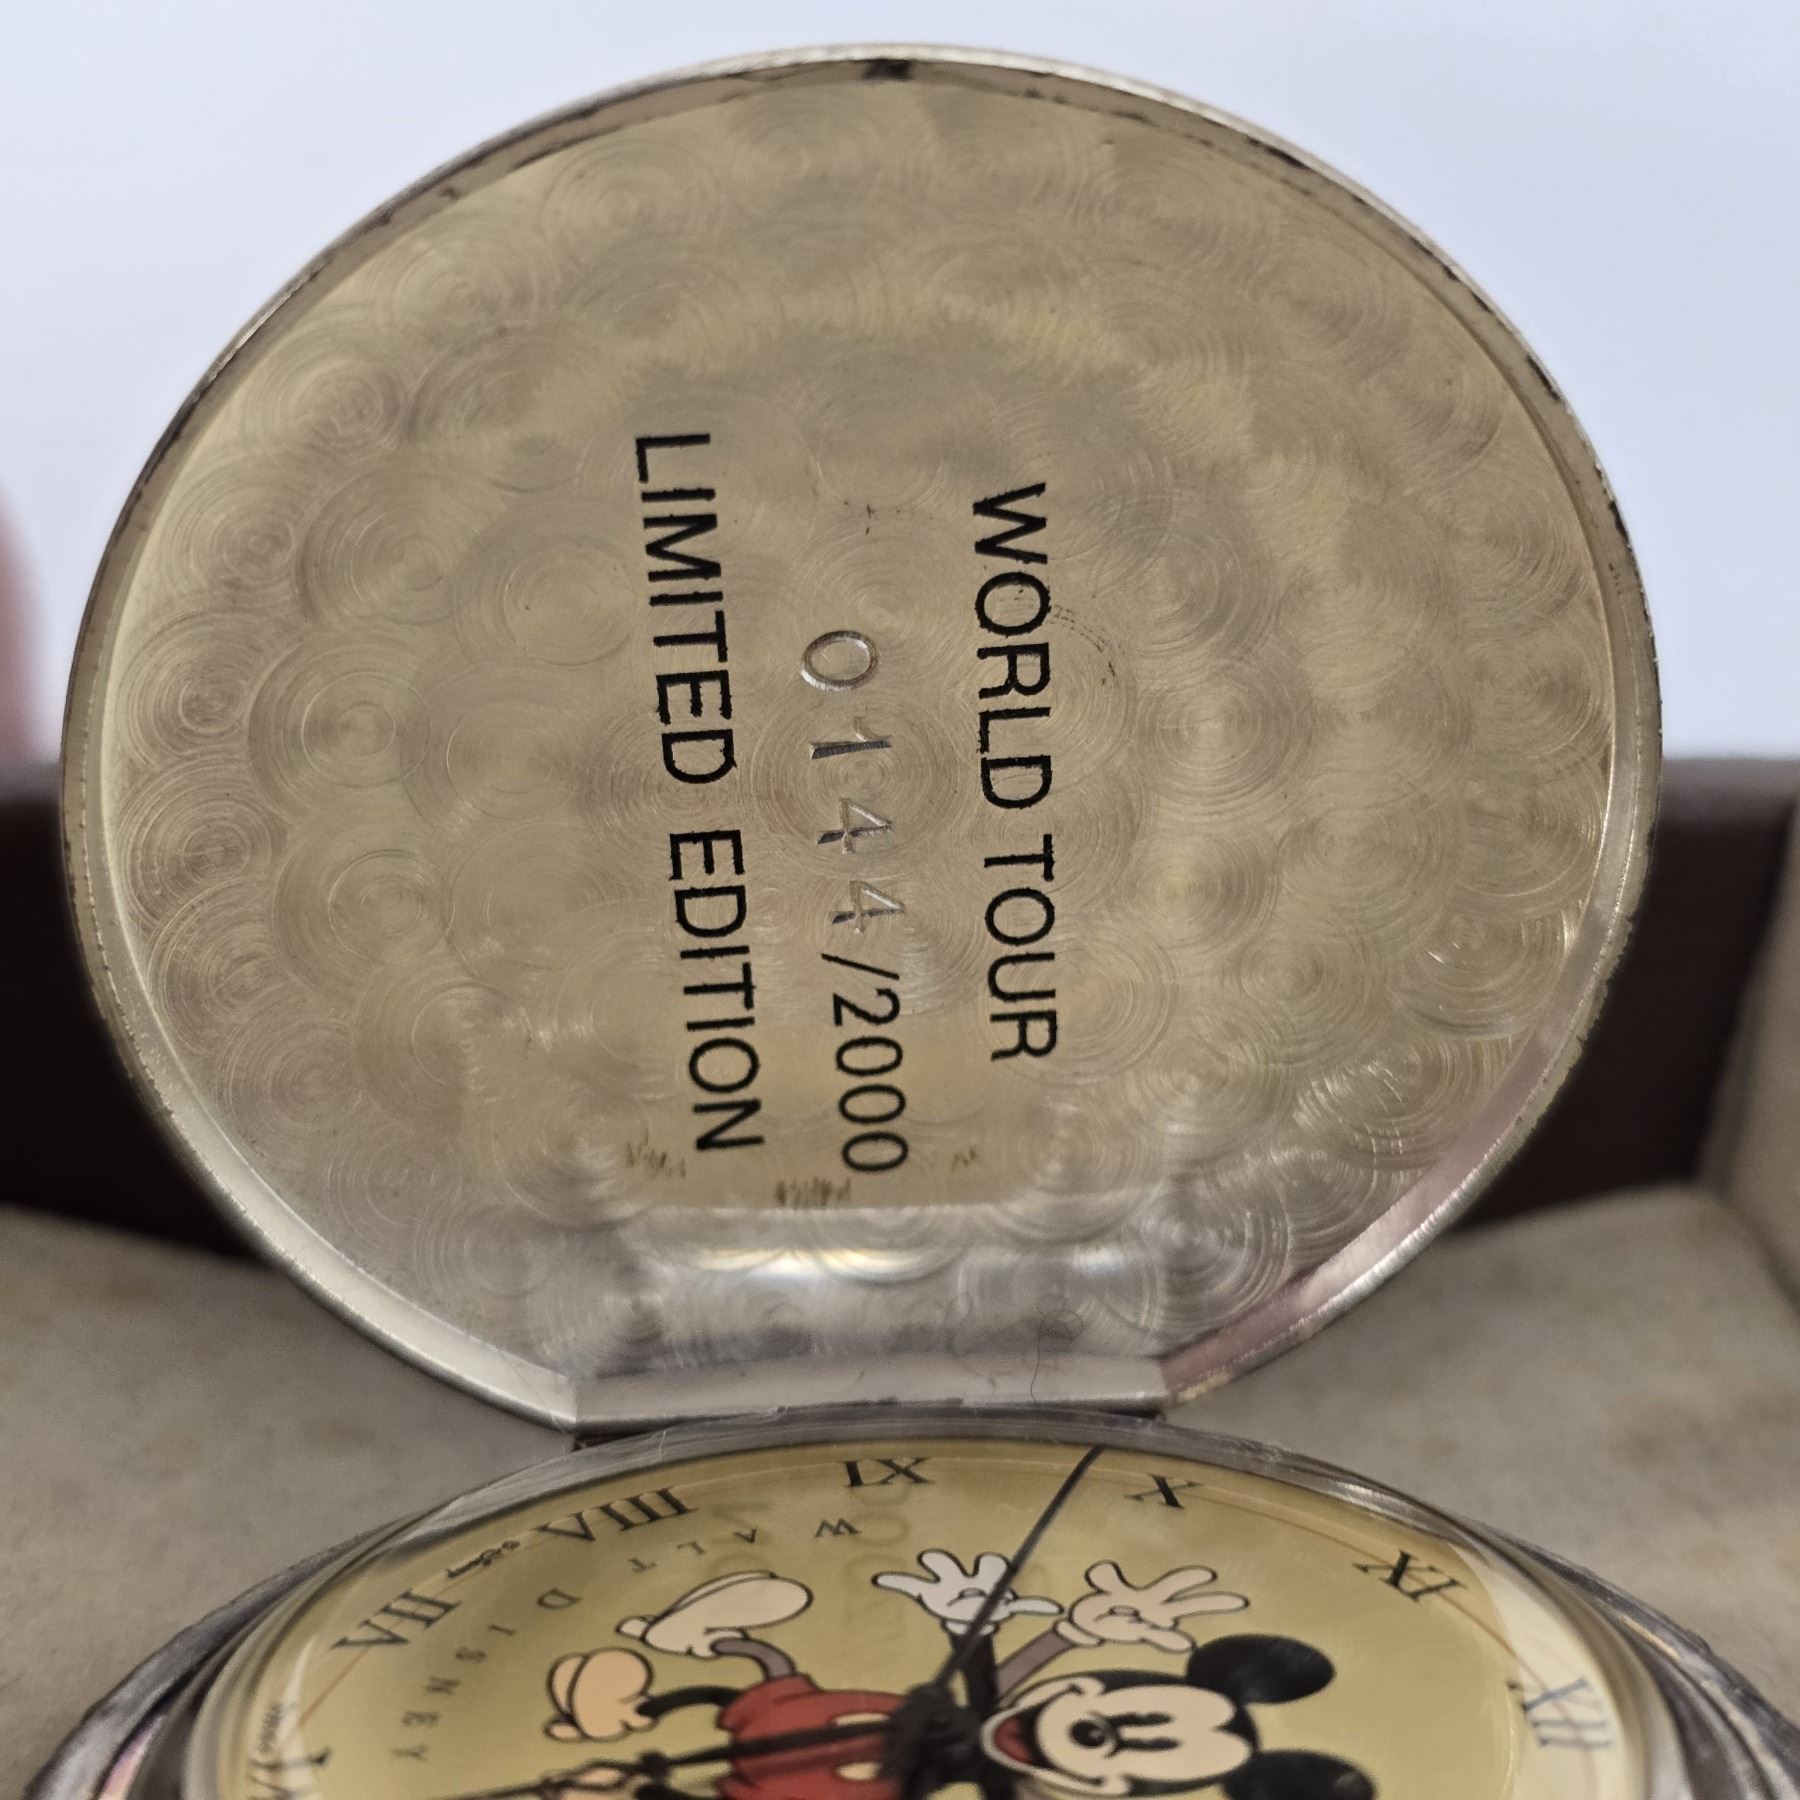 WORLD TOUR
0144/2000
LIMITED EDITION
WALT DISNEY
VII
VIII
IX
X
XI
XII